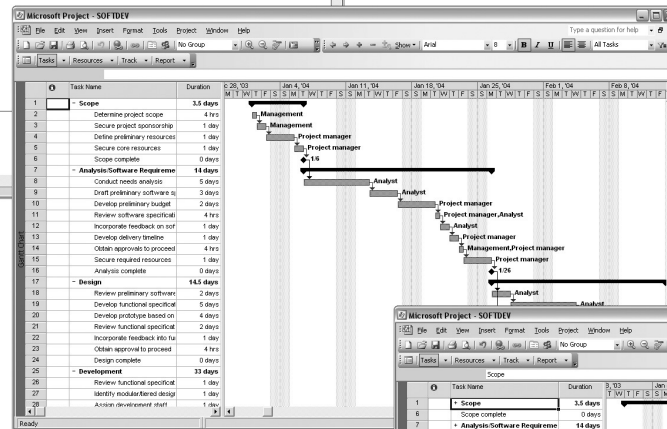 Microsoft Project - SOFTDEV
File Edit View Insert Format Tools Project Window Help Type a question for help
No Group Show Arial 8 B I U All Tasks
Tasks Resources Track Report
Task Name Duration c 28, '03 Jan 4, '04 Jan 11, '04 Jan 18, '04 Jan 25, '04 Feb 1, '04 Feb 8, '04
M T W T F S S M T W T F S S M T W T F S S M T W T F S S M T W T F S S M T W T F S S M T W T F S
1 - Scope 3.5 days
2 Determine project scope 4 hrs Management
3 Secure project sponsorship 1 day Management
4 Define preliminary resources 1 day Project manager
5 Secure core resources 1 day Project manager
6 Scope complete 0 days 1/6
7 - Analysis/Software Requireme 14 days
8 Conduct needs analysis 5 days Analyst
9 Draft preliminary software sp 3 days Analyst
10 Develop preliminary budget 2 days Project manager
11 Review software specificati 4 hrs Project manager,Analyst
12 Incorporate feedback on sof 1 day Analyst
13 Develop delivery timeline 1 day Project manager
14 Obtain approvals to proceed 4 hrs Management,Project manager
15 Secure required resources 1 day Project manager
16 Analysis complete 0 days 1/26
17 - Design 14.5 days
18 Review preliminary software 2 days Analyst
19 Develop functional specificat 5 days Analyst
20 Develop prototype based on 4 days
21 Review functional specificat 2 days
22 Incorporate feedback into fu 1 day
23 Obtain approval to proceed 4 hrs
24 Design complete 0 days
25 - Development 33 days
26 Review functional specificat 1 day
27 Identify modular/tiered desigr 1 day
28 Assign development staff 1 day
Gantt Chart
Ready
Microsoft Project - SOFTDEV
File Edit View Insert Format Tools Project Window Help
No Group
Tasks Resources Track Report
Scope
Task Name Duration 3, '03 Jan
T W T F S S M
1 + Scope 3.5 days
6 Scope complete 0 days
7 + Analysis/Software Requireme 14 days